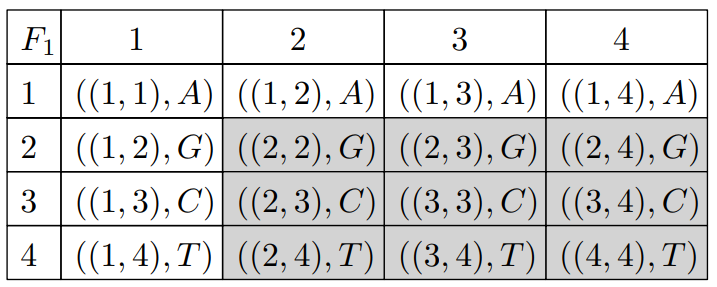 F₁ 1 2 3 4
1 ((1, 1), A) ((1, 2), A) ((1, 3), A) ((1, 4), A)
2 ((1, 2), G) ((2, 2), G) ((2, 3), G) ((2, 4), G)
3 ((1, 3), C) ((2, 3), C) ((3, 3), C) ((3, 4), C)
4 ((1, 4), T) ((2, 4), T) ((3, 4), T) ((4, 4), T)